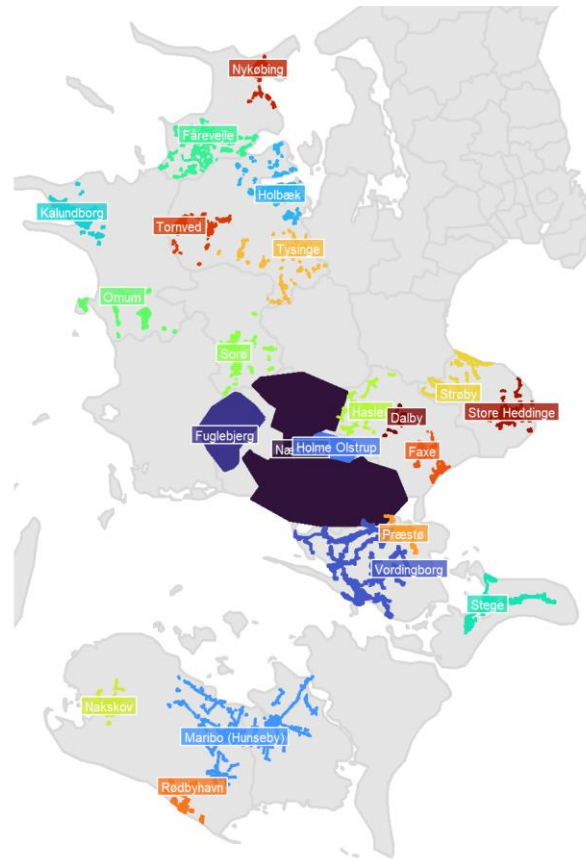 Nykøbing
Fårevejle
Holbæk
Kalundborg
Tornved
Tysinge
Ornum
Sorø
Strøby
Hasle
Dalby
Store Heddinge
Fuglebjerg
Holme Olstrup
Faxe
Præstø
Vordingborg
Stege
Nakskov
Maribo (Hunseby)
Rødbyhavn